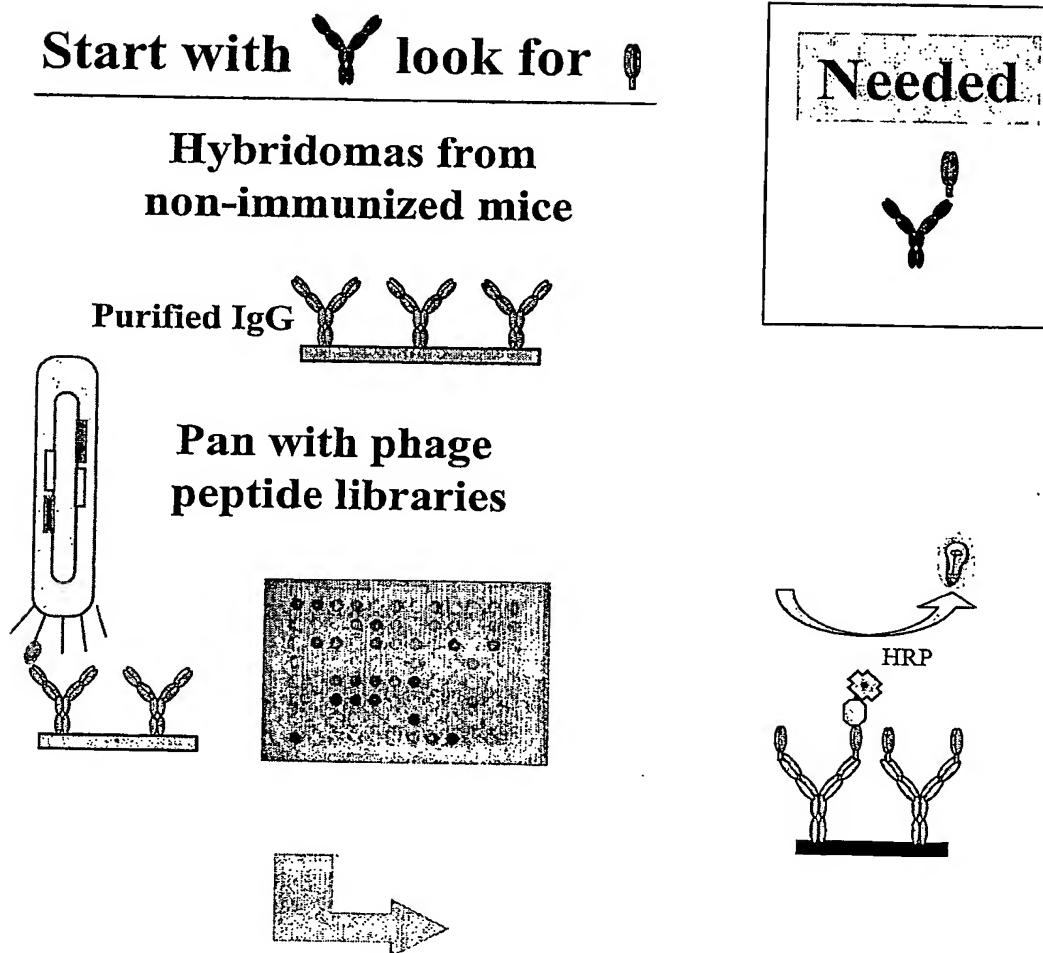 Start with look for
Hybridomas from
non-immunized mice
Purified IgG
Pan with phage
peptide libraries
Needed
HRP